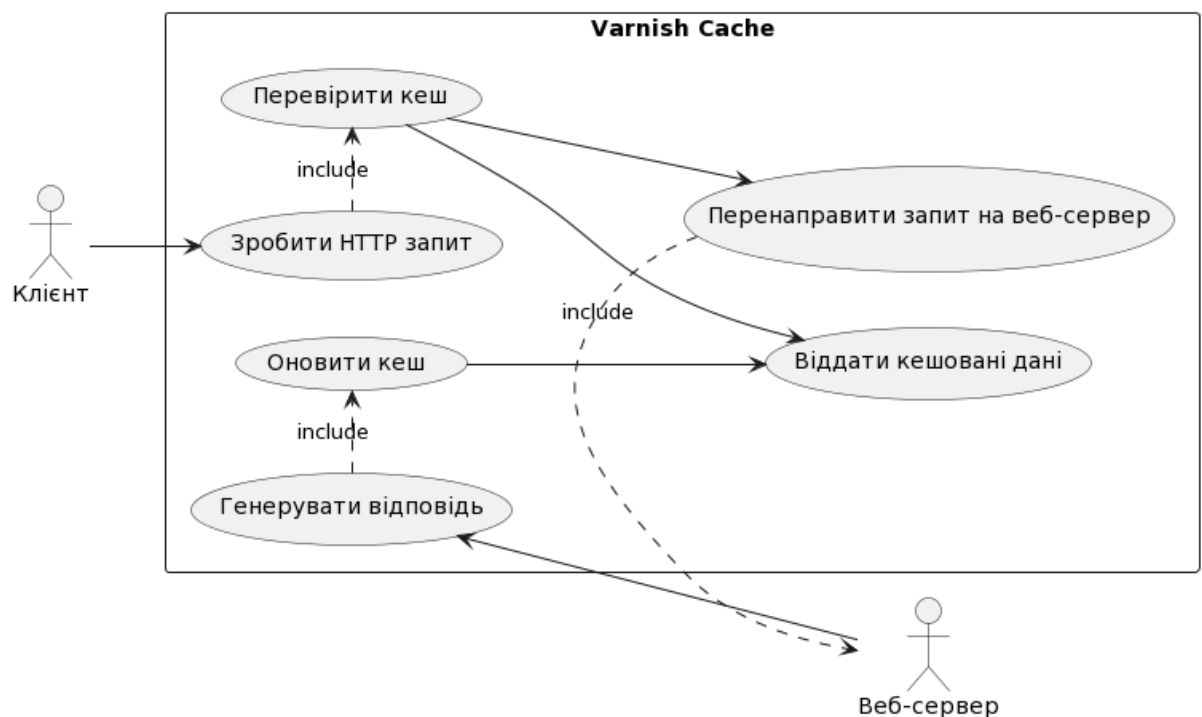 Varnish Cache
Перевірити кеш
include
Перенаправити запит на веб-сервер
Зробити HTTP запит
Клієнт
include
Оновити кеш
Віддати кешовані дані
include
Генерувати відповідь
Веб-сервер